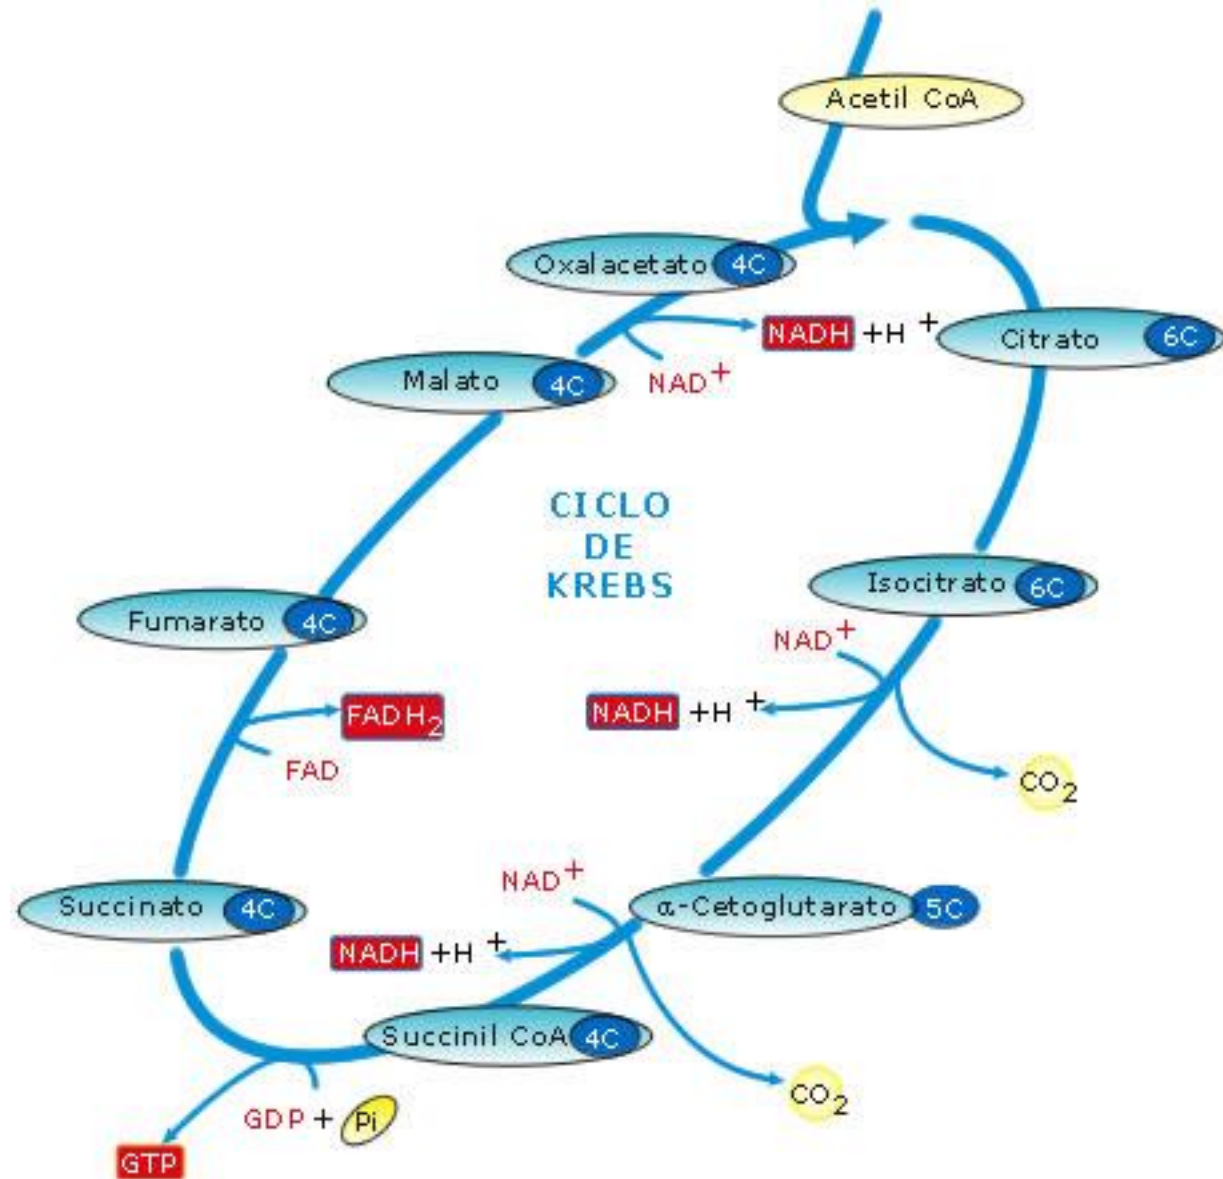 Acetil CoA
Oxalacetato 4C
NADH +H +
Citrato 6C
Malato 4C
NAD+
CICLO
DE
KREBS
Isocitrato 6C
Fumarato 4C
NAD+
NADH +H +
FADH2
FAD
CO2
NAD+
α-Cetoglutarato 5C
Succinato 4C
NADH +H +
Succinil CoA 4C
CO2
GDP + Pi
GTP